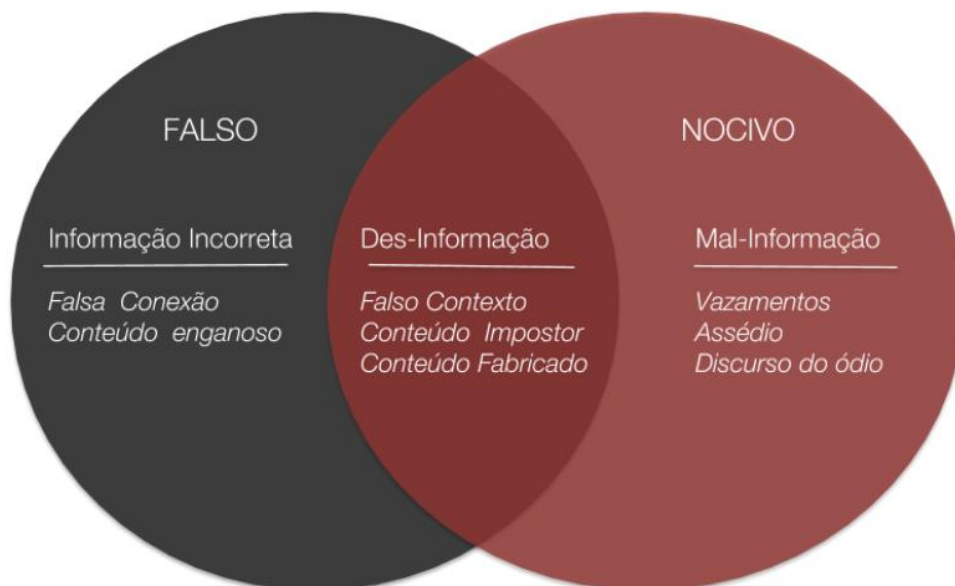 FALSO
Informação Incorreta
Falsa Conexão
Conteúdo enganoso
Des-Informação
Falso Contexto
Conteúdo Impostor
Conteúdo Fabricado
NOCIVO
Mal-Informação
Vazamentos
Assédio
Discurso do ódio